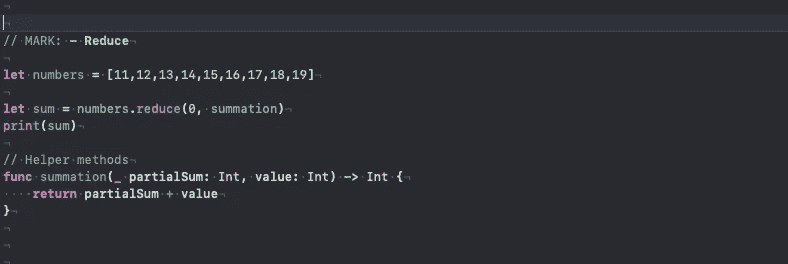 // MARK: - Reduce
let numbers = [11,12,13,14,15,16,17,18,19]
let sum = numbers.reduce(0, summation)
print(sum)
// Helper methods
func summation(_ partialSum: Int, value: Int) -> Int {
    return partialSum + value
}